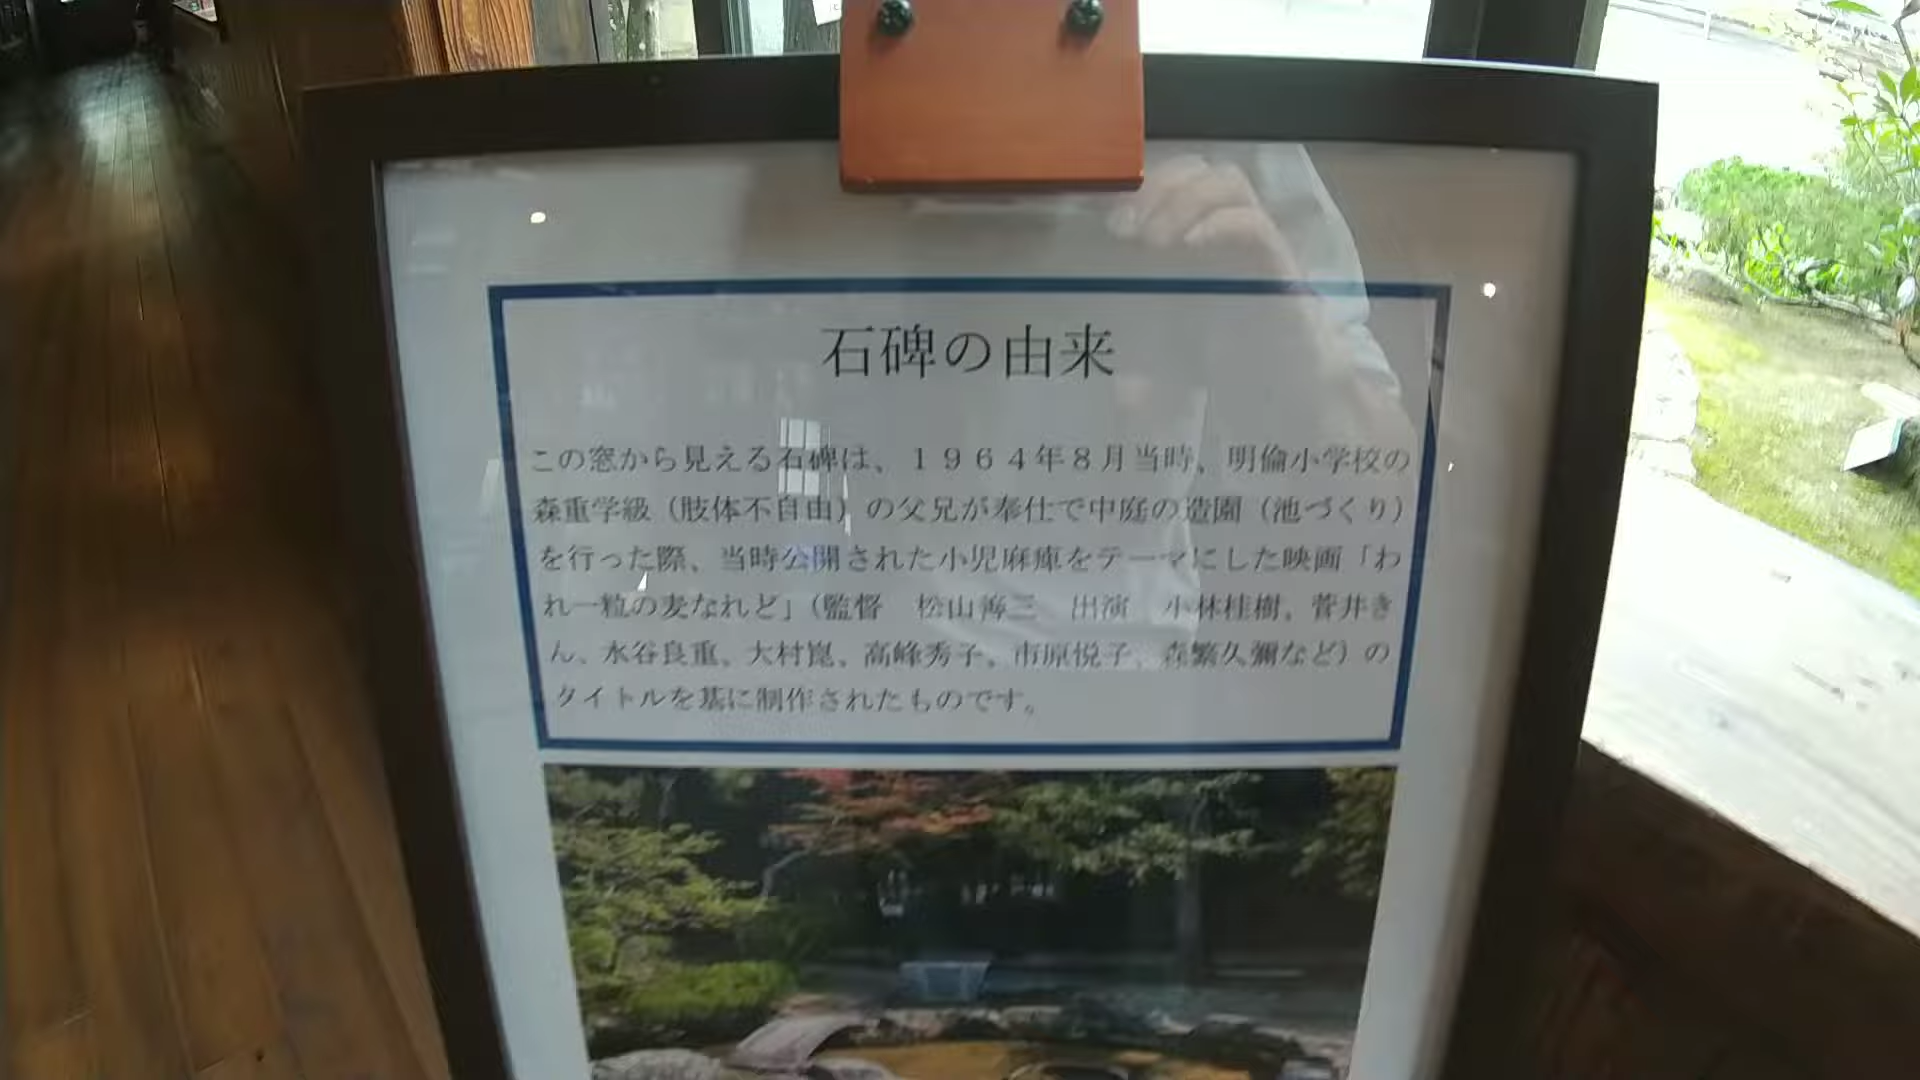 石碑の由来
この窓から見える石碑は、1964年8月当時、明倫小学校の
森重学級（肢体不自由）の父兄が奉仕で中庭の造園（池づくり）
を行った際、当時公開された小児麻痺をテーマにした映画「わ
れ一粒の麦なれど」（監督　松山善三　出演　小林桂樹、菅井き
ん、水谷良重、大村崑、高峰秀子、市原悦子、森繁久彌など）の
タイトルを基に制作されたものです。